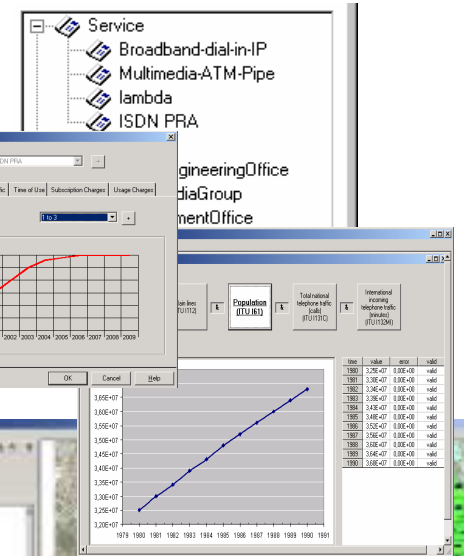 Service
Broadband-dial-in-IP
Multimedia-ATM-Pipe
lambda
ISDN PRA
gineeringOffice
diaGroup
mentOffice
DN PRA
+
fic Time of Use Subscription Charges Usage Charges
1 to 3
+
2002 2003 2004 2005 2006 2007 2008 2009
OK Cancel Help
ain lines
TU I112)
&
Population
(ITU I61)
&
Total national
telephone traffic
(calls)
(ITU I131C)
&
International
incoming
telephone traffic
(minutes)
(ITU I132MI)
time value error valid
1980 3,25E+07 0,00E+00 valid
1981 3,30E+07 0,00E+00 valid
1982 3,34E+07 0,00E+00 valid
1983 3,39E+07 0,00E+00 valid
1984 3,43E+07 0,00E+00 valid
1985 3,48E+07 0,00E+00 valid
1986 3,52E+07 0,00E+00 valid
1987 3,56E+07 0,00E+00 valid
1988 3,60E+07 0,00E+00 valid
1989 3,64E+07 0,00E+00 valid
1990 3,68E+07 0,00E+00 valid
3,65E+07
3,60E+07
3,55E+07
3,50E+07
3,45E+07
3,40E+07
3,35E+07
3,30E+07
3,25E+07
3,20E+07
1979 1980 1981 1982 1983 1984 1985 1986 1987 1988 1989 1990 1991